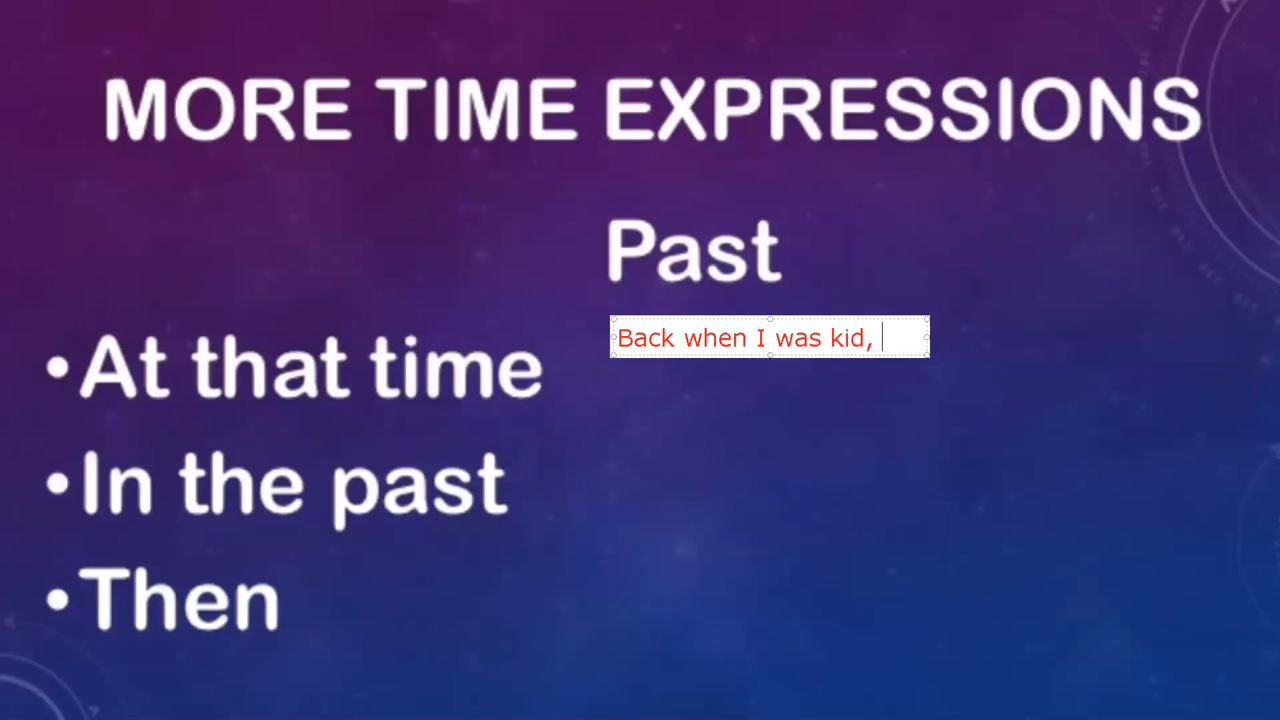 MORE TIME EXPRESSIONS
Past
Back when I was kid,
•At that time
•In the past
•Then